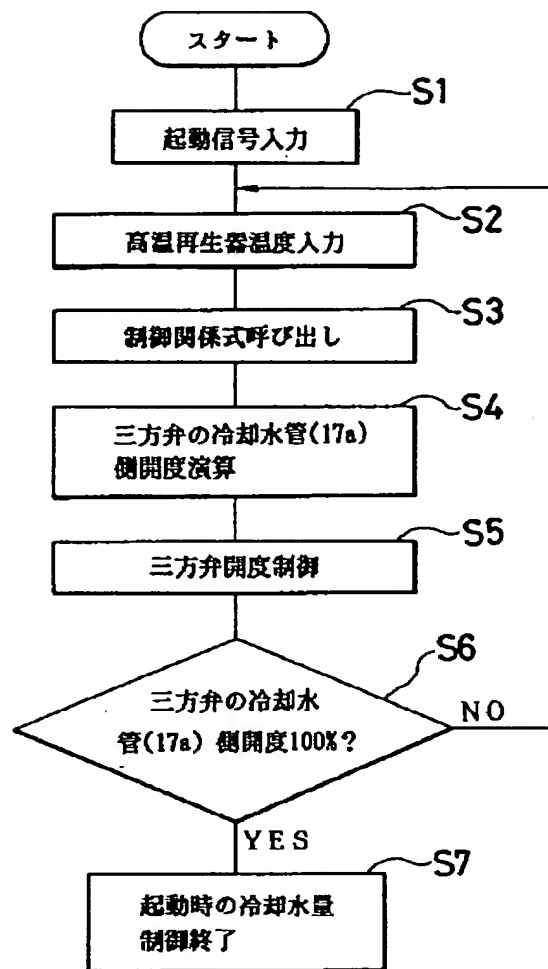 スタート
S1
起動信号入力
S2
高温再生器温度入力
S3
制御関係式呼び出し
S4
三方弁の冷却水管(17a)
側開度演算
S5
三方弁開度制御
S6
三方弁の冷却水
管(17a) 側開度100%?
NO
YES
S7
起動時の冷却水量
制御終了